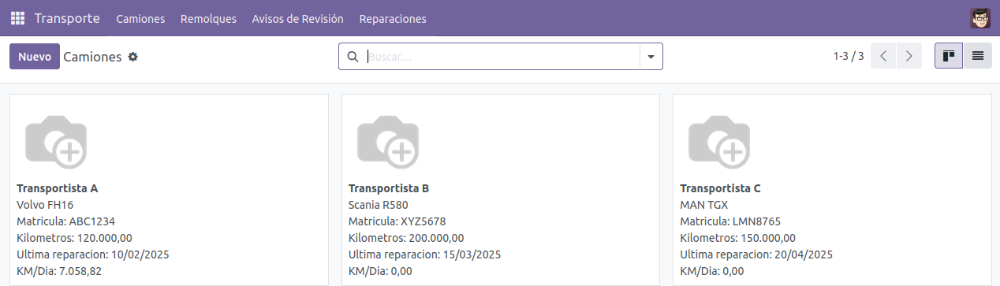 Transporte Camiones Remolques Avisos de Revisión Reparaciones
Nuevo Camiones Buscar... 1-3 / 3
Transportista A
Volvo FH16
Matricula: ABC1234
Kilometros: 120.000,00
Ultima reparacion: 10/02/2025
KM/Dia: 7.058,82
Transportista B
Scania R580
Matricula: XYZ5678
Kilometros: 200.000,00
Ultima reparacion: 15/03/2025
KM/Dia: 0,00
Transportista C
MAN TGX
Matricula: LMN8765
Kilometros: 150.000,00
Ultima reparacion: 20/04/2025
KM/Dia: 0,00